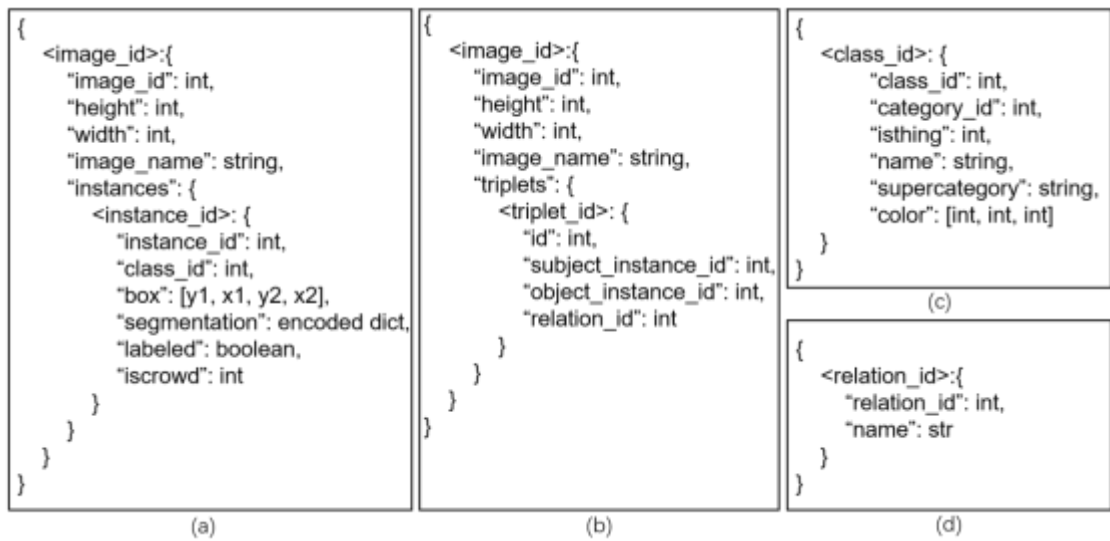 {
<image_id>:{
“image_id”: int,
“height”: int,
“width”: int,
“image_name”: string,
“instances”: {
<instance_id>: {
“instance_id”: int,
“class_id”: int,
“box”: [y1, x1, y2, x2],
“segmentation”: encoded dict,
“labeled”: boolean,
“iscrowd”: int
}
}
}
}
(a)
{
<image_id>:{
“image_id”: int,
“height”: int,
“width”: int,
“image_name”: string,
“triplets”: {
<triplet_id>: {
“id”: int,
“subject_instance_id”: int,
“object_instance_id”: int,
“relation_id”: int
}
}
}
}
(b)
{
<class_id>: {
“class_id”: int,
“category_id”: int,
“isthing”: int,
“name”: string,
“supercategory”: string,
“color”: [int, int, int]
}
}
(c)
{
<relation_id>:{
“relation_id”: int,
“name”: str
}
}
(d)